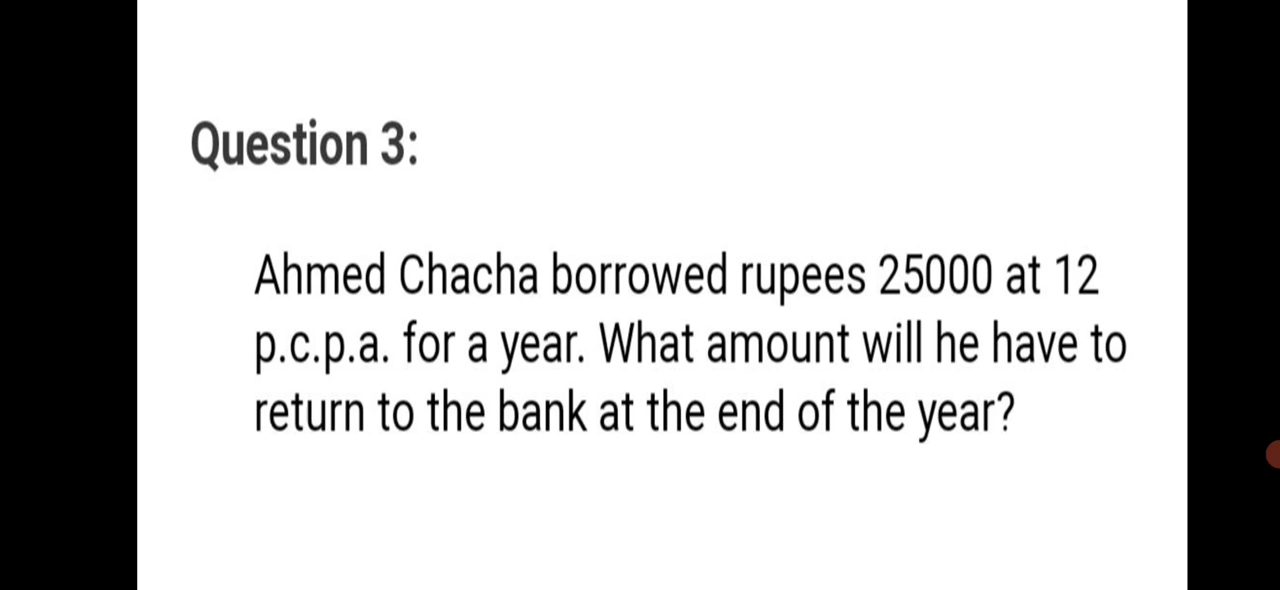 Question 3:
Ahmed Chacha borrowed rupees 25000 at 12
p.c.p.a. for a year. What amount will he have to
return to the bank at the end of the year?